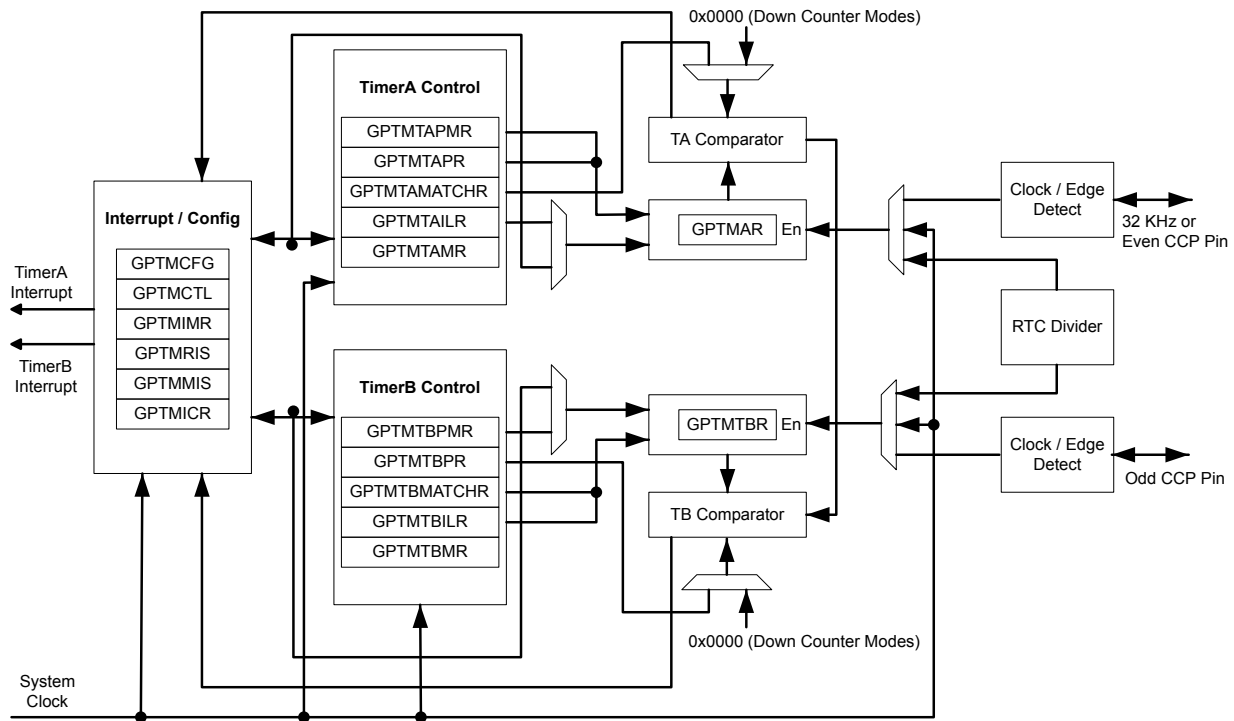 0x0000 (Down Counter Modes)
TimerA Control
GPTMTAPMR
GPTMTAPR
GPTMTAMATCHR
GPTMTAILR
GPTMTAMR
TA Comparator
GPTMAR
En
Clock / Edge
Detect
32 KHz or
Even CCP Pin
Interrupt / Config
GPTMCFG
GPTMCTL
GPTMIMR
GPTMRIS
GPTMMIS
GPTMICR
TimerA
Interrupt
TimerB
Interrupt
RTC Divider
TimerB Control
GPTMTBPMR
GPTMTBPR
GPTMTBMATCHR
GPTMTBILR
GPTMTBMR
GPTMTBR
En
TB Comparator
Clock / Edge
Detect
Odd CCP Pin
0x0000 (Down Counter Modes)
System
Clock